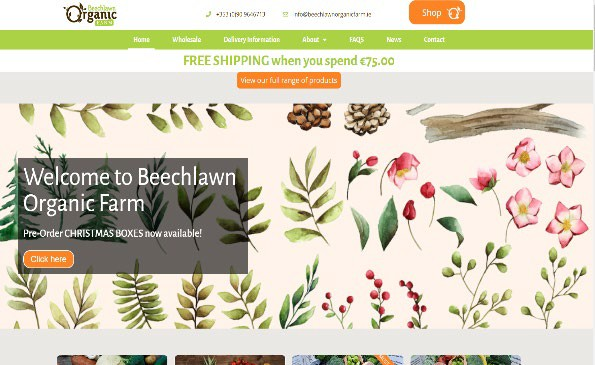 Beechlawn
Organic
FARM
+353 (0)90 9646713
info@beechlawnorganicfarm.ie
Shop
Home Wholesale Delivery Information About FAQS News Contact
FREE SHIPPING when you spend €75.00
View our full range of products
Welcome to Beechlawn
Organic Farm
Pre-Order CHRISTMAS BOXES now available!
Click here